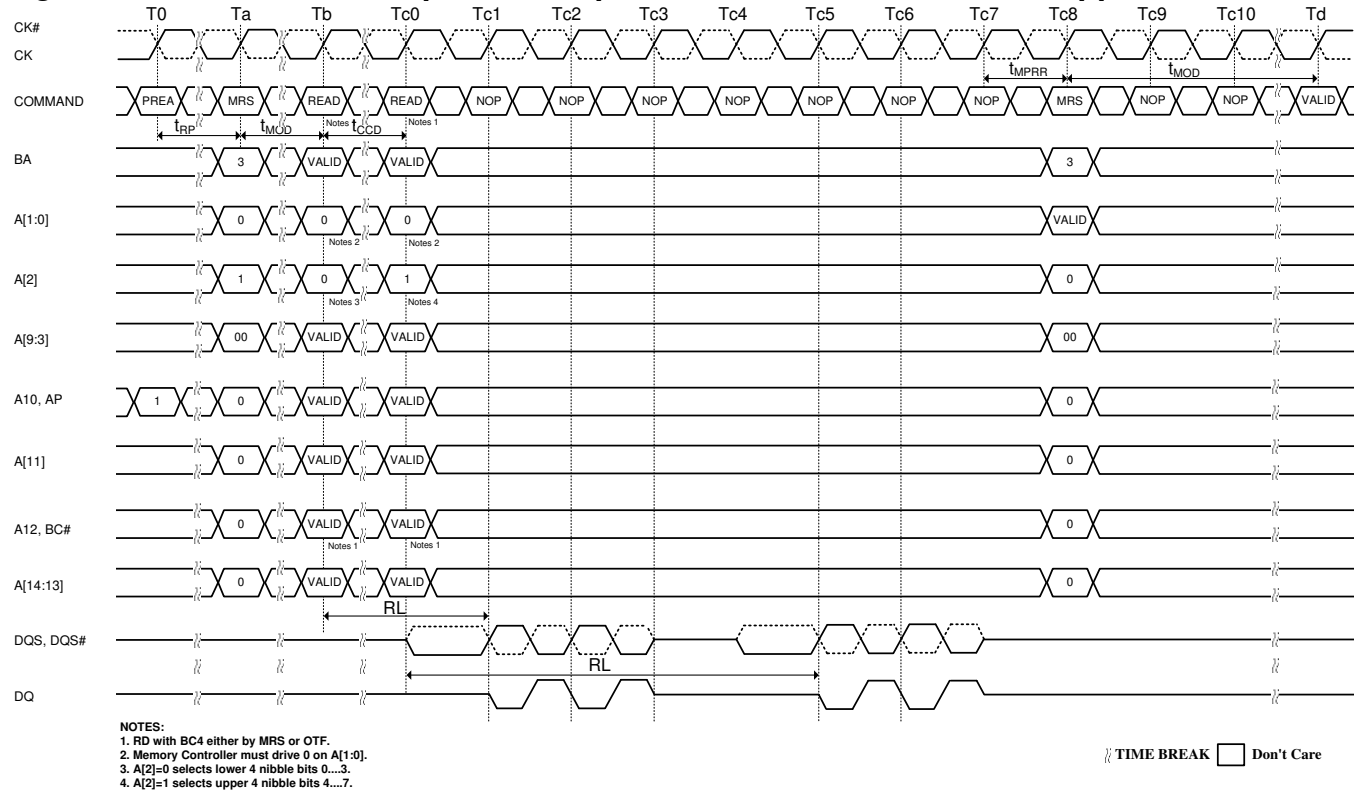 T0 Ta Tb Tc0 Tc1 Tc2 Tc3 Tc4 Tc5 Tc6 Tc7 Tc8 Tc9 Tc10 Td
CK#
CK
tMPRR tMOD
COMMAND PREA MRS READ READ NOP NOP NOP NOP NOP NOP NOP MRS NOP NOP VALID
Notes 1 Notes 1
tRP tMOD tCCD
BA 3 VALID VALID 3
A[1:0] 0 0 0 VALID
Notes 2 Notes 2
A[2] 1 0 1 0
Notes 3 Notes 4
A[9:3] 00 VALID VALID 00
A10, AP 1 0 VALID VALID 0
A[11] 0 VALID VALID 0
A12, BC# 0 VALID VALID 0
Notes 1 Notes 1
A[14:13] 0 VALID VALID 0
RL
DQS, DQS#
RL
DQ
NOTES:
1. RD with BC4 either by MRS or OTF.
2. Memory Controller must drive 0 on A[1:0].
3. A[2]=0 selects lower 4 nibble bits 0....3.
4. A[2]=1 selects upper 4 nibble bits 4....7.
TIME BREAK Don't Care